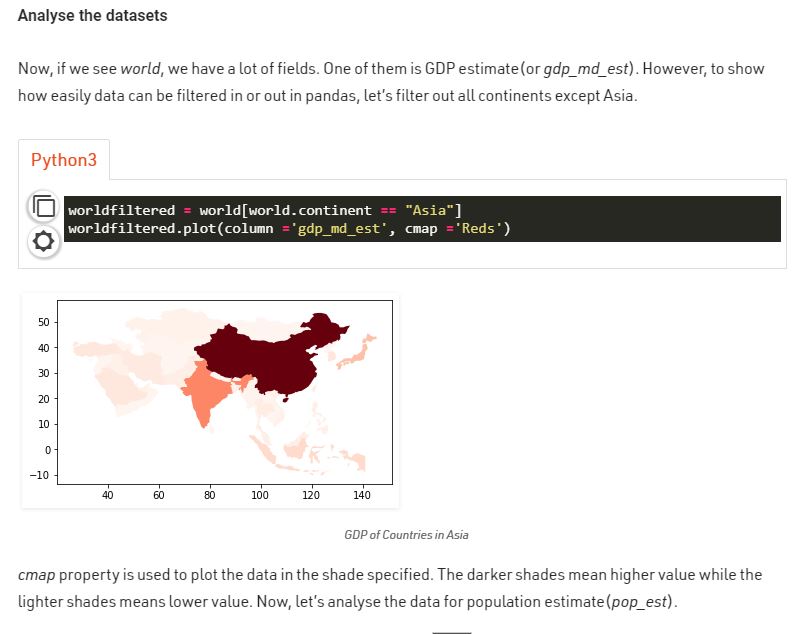 Analyse the datasets
Now, if we see world, we have a lot of fields. One of them is GDP estimate(or gdp_md_est). However, to show
how easily data can be filtered in or out in pandas, let's filter out all continents except Asia.
Python3
worldfiltered = world[world.continent == "Asia"]
worldfiltered.plot(column ='gdp_md_est', cmap ='Reds')
50
40
30
20
10
0
−10
40 60 80 100 120 140
GDP of Countries in Asia
cmap property is used to plot the data in the shade specified. The darker shades mean higher value while the
lighter shades means lower value. Now, let's analyse the data for population estimate(pop_est).